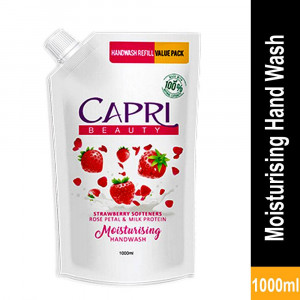 HANDWASH REFILL VALUE PACK
100%
CAPRI
BEAUTY
STRAWBERRY SOFTENERS
ROSE PETAL & MILK PROTEIN
Moisturising
HANDWASH
1000ml
Moisturising Hand Wash
1000ml